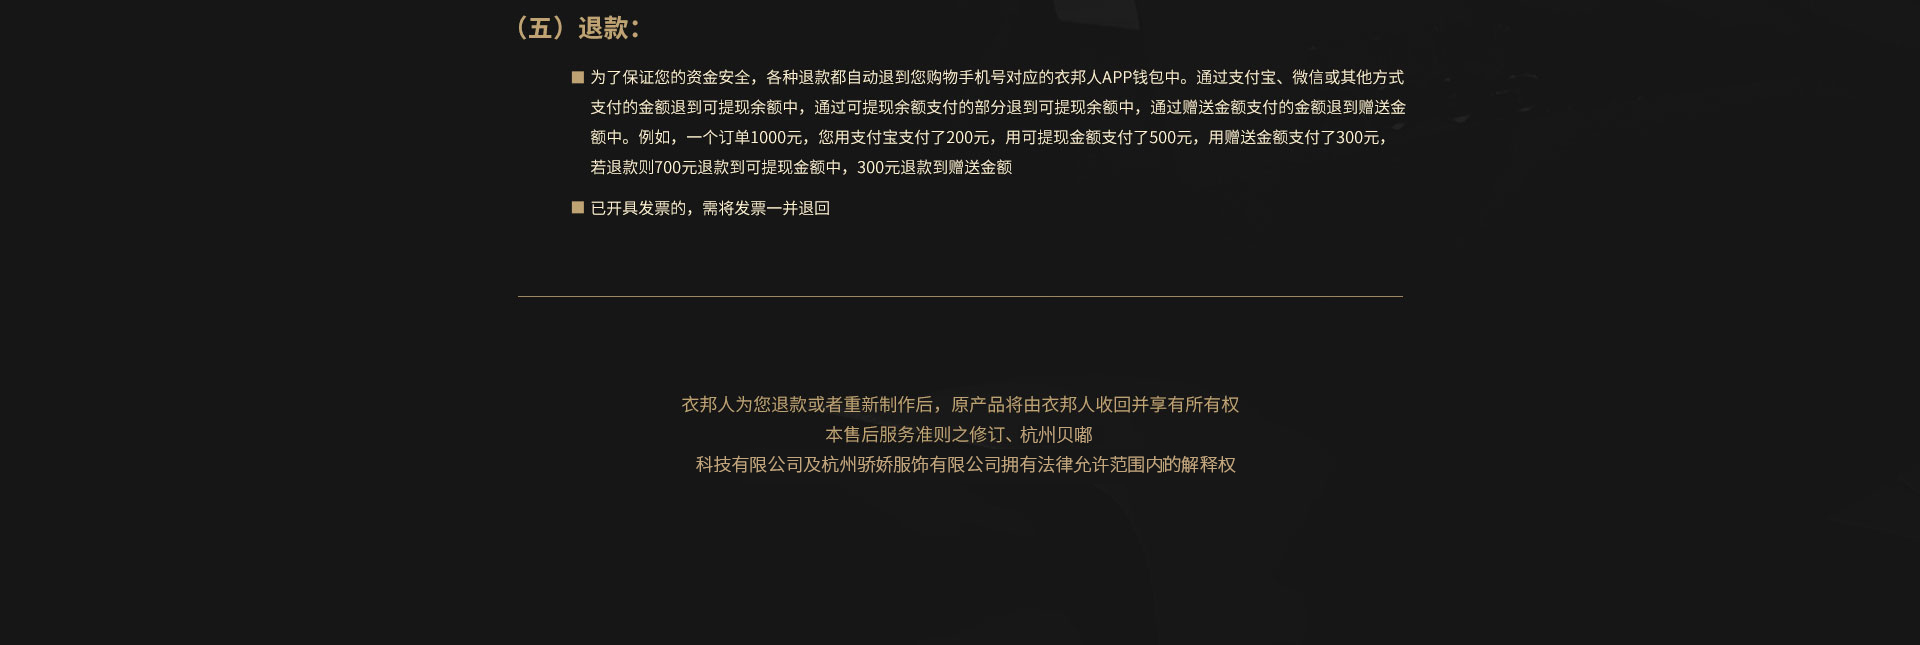 （五）退款：
■ 为了保证您的资金安全，各种退款都自动退到您购物手机号对应的衣邦人APP钱包中。通过支付宝、微信或其他方式
支付的金额退到可提现余额中，通过可提现余额支付的部分退到可提现余额中，通过赠送金额支付的金额退到赠送金
额中。例如，一个订单1000元，您用支付宝支付了200元，用可提现金额支付了500元，用赠送金额支付了300元，
若退款则700元退款到可提现金额中，300元退款到赠送金额
■ 已开具发票的，需将发票一并退回
衣邦人为您退款或者重新制作后，原产品将由衣邦人收回并享有所有权
本售后服务准则之修订、杭州贝嘟
科技有限公司及杭州骄娇服饰有限公司拥有法律允许范围内的解释权